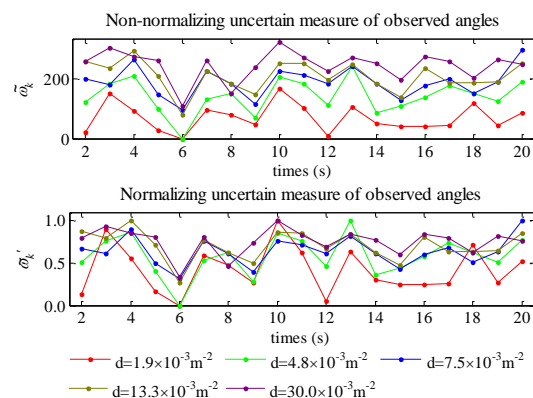 Non-normalizing uncertain measure of observed angles
200
0
ω̃k
2 4 6 8 10 12 14 16 18 20
times (s)
Normalizing uncertain measure of observed angles
1.0
0.5
0.0
ω̃k'
2 4 6 8 10 12 14 16 18 20
times (s)
d=1.9×10-3m-2 d=4.8×10-3m-2 d=7.5×10-3m-2
d=13.3×10-3m-2 d=30.0×10-3m-2